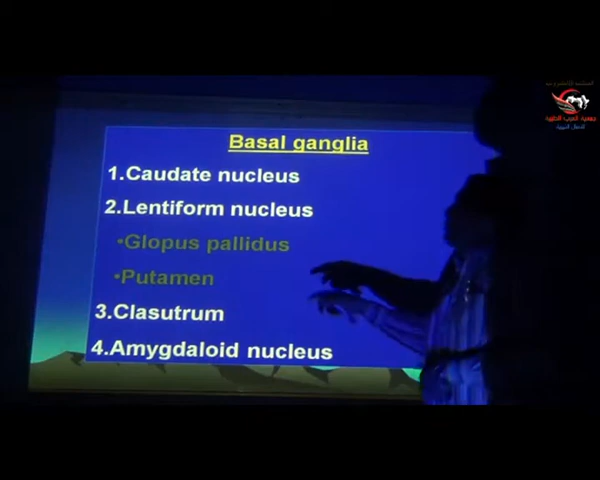 Basal ganglia
1.Caudate nucleus
2.Lentiform nucleus
•Glopus pallidus
•Putamen
3.Clasutrum
4.Amygdaloid nucleus